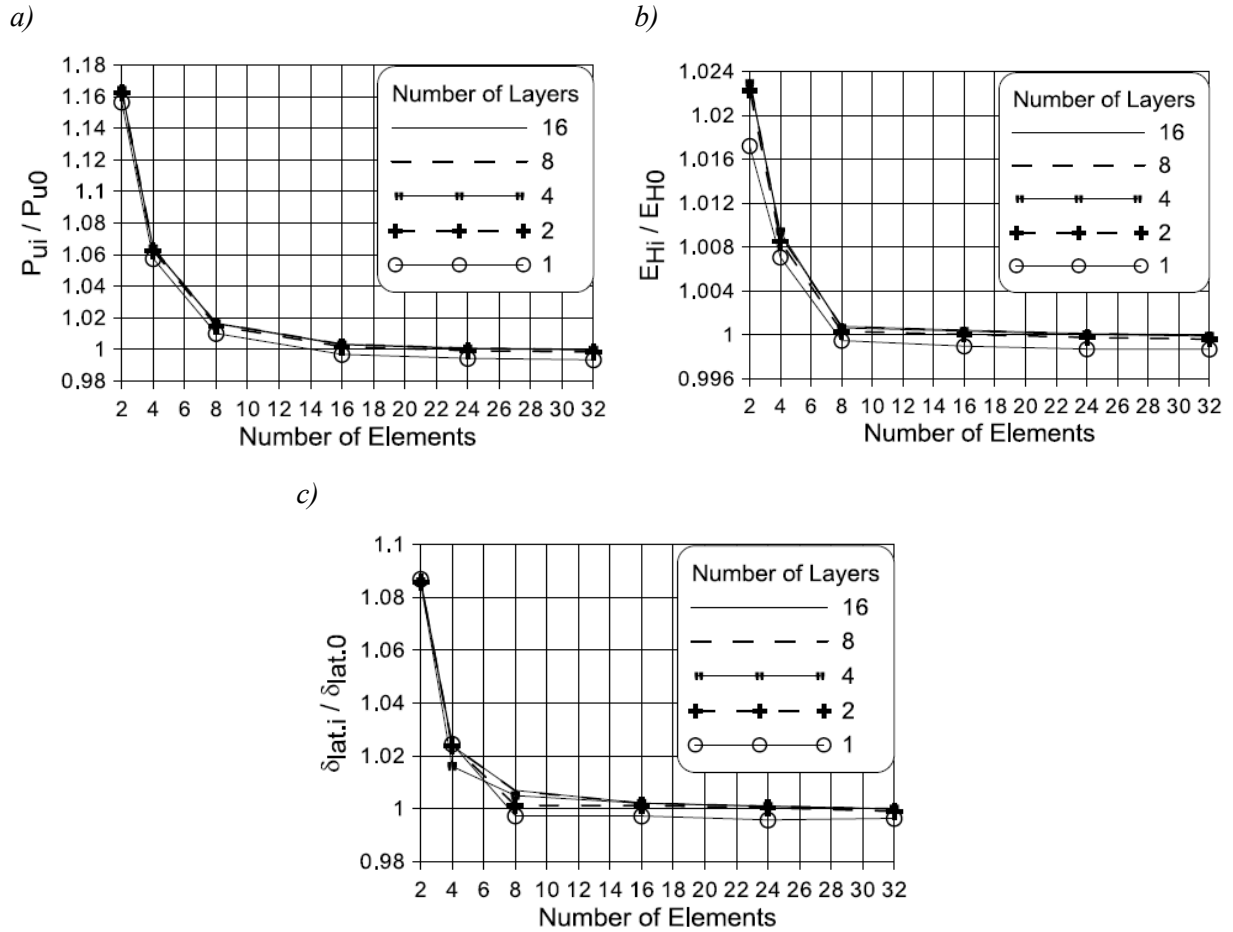 a)
b)
1.18
1.16
1.14
1.12
1.1
1.08
1.06
1.04
1.02
1
0.98
Pui / Pu0
2 4 6 8 10 12 14 16 18 20 22 24 26 28 30 32
Number of Elements
Number of Layers
16
8
4
2
1
1.024
1.02
1.016
1.012
1.008
1.004
1
0.996
EHi / EH0
2 4 6 8 10 12 14 16 18 20 22 24 26 28 30 32
Number of Elements
Number of Layers
16
8
4
2
1
c)
1.1
1.08
1.06
1.04
1.02
1
0.98
δlat.i / δlat.0
2 4 6 8 10 12 14 16 18 20 22 24 26 28 30 32
Number of Elements
Number of Layers
16
8
4
2
1